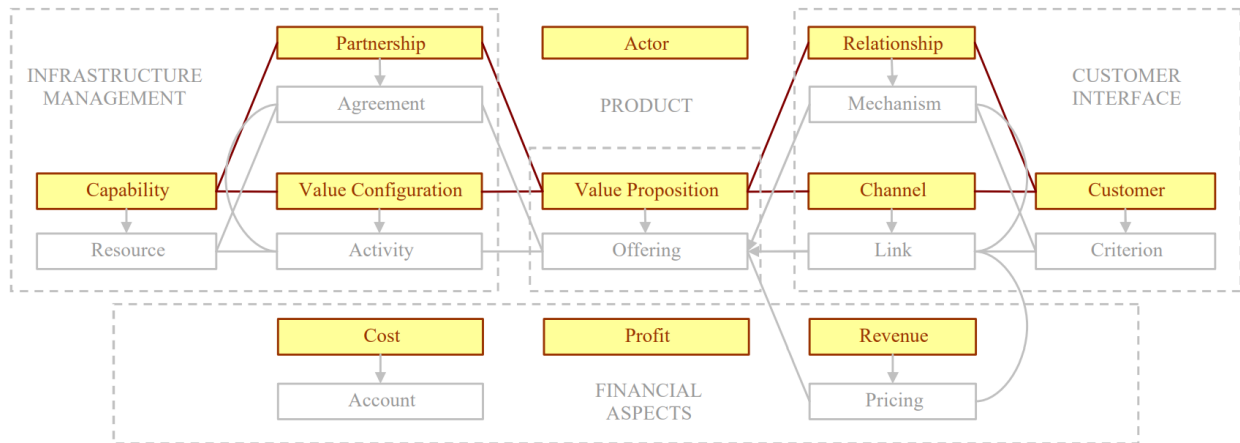 Partnership
Actor
Relationship
INFRASTRUCTURE
MANAGEMENT
Agreement
PRODUCT
Mechanism
CUSTOMER
INTERFACE
Capability
Value Configuration
Value Proposition
Channel
Customer
Resource
Activity
Offering
Link
Criterion
Cost
Profit
Revenue
Account
FINANCIAL
ASPECTS
Pricing